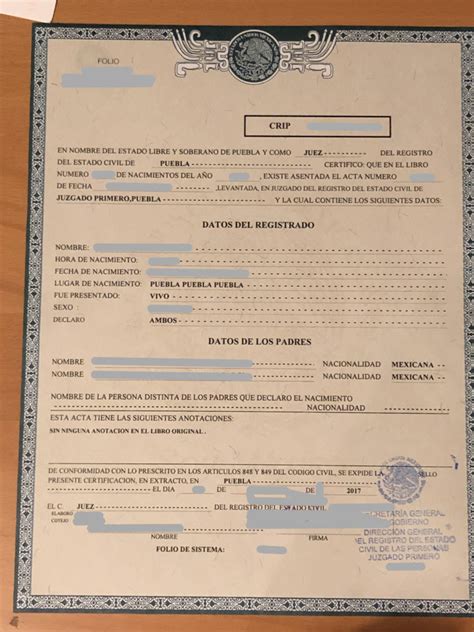 ESTADOS UNIDOS MEXICANOS
FOLIO
CRIP
EN NOMBRE DEL ESTADO LIBRE Y SOBERANO DE PUEBLA Y COMO JUEZ DEL REGISTRO
DEL ESTADO CIVIL DE PUEBLA CERTIFICO: QUE EN EL LIBRO
NUMERO DE NACIMIENTOS DEL AÑO , EXISTE ASENTADA EL ACTA NUMERO
DE FECHA ,LEVANTADA, EN JUZGADO DEL REGISTRO DEL ESTADO CIVIL DE
JUZGADO PRIMERO,PUEBLA Y LA CUAL CONTIENE LOS SIGUIENTES DATOS:
DATOS DEL REGISTRADO
NOMBRE:
HORA DE NACIMIENTO:
FECHA DE NACIMIENTO:
LUGAR DE NACIMIENTO: PUEBLA PUEBLA PUEBLA
FUE PRESENTADO: VIVO
SEXO :
DECLARO AMBOS
DATOS DE LOS PADRES
NOMBRE NACIONALIDAD MEXICANA
NOMBRE NACIONALIDAD MEXICANA
NOMBRE DE LA PERSONA DISTINTA DE LOS PADRES QUE DECLARO EL NACIMIENTO
NACIONALIDAD
ESTA ACTA TIENE LAS SIGUIENTES ANOTACIONES:
SIN NINGUNA ANOTACION EN EL LIBRO ORIGINAL .
DE CONFORMIDAD CON LO PRESCRITO EN LOS ARTICULOS 848 Y 849 DEL CODIGO CIVIL, SE EXPIDE LA SELLO
PRESENTE CERTIFICACION, EN EXTRACTO, EN PUEBLA
EL DIA DE DE 2017
EL C. JUEZ DEL REGISTRO DEL ESTADO CIVIL
ELABORO
COTEJO
NOMBRE FIRMA
FOLIO DE SISTEMA:
SECRETARÍA GENERAL
GOBIERNO
DIRECCIÓN GENERAL
DEL REGISTRO DEL ESTADO
CIVIL DE LAS PERSONAS
JUZGADO PRIMERO